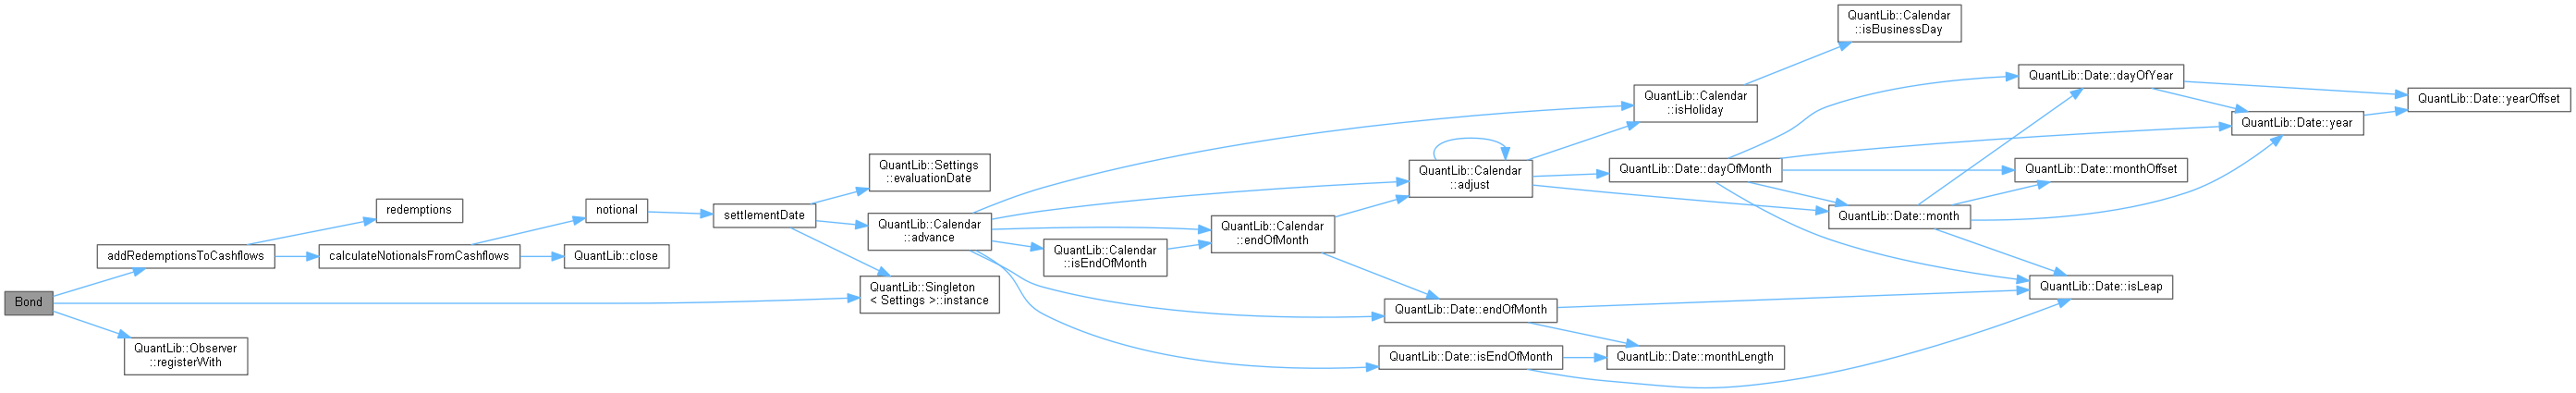 Bond
addRedemptionsToCashflows
QuantLib::Observer
::registerWith
redemptions
calculateNotionalsFromCashflows
notional
QuantLib::close
settlementDate
QuantLib::Settings
::evaluationDate
QuantLib::Calendar
::advance
QuantLib::Singleton
< Settings >::instance
QuantLib::Calendar
::isEndOfMonth
QuantLib::Calendar
::endOfMonth
QuantLib::Calendar
::adjust
QuantLib::Date::endOfMonth
QuantLib::Date::isEndOfMonth
QuantLib::Calendar
::isHoliday
QuantLib::Date::dayOfMonth
QuantLib::Date::monthLength
QuantLib::Calendar
::isBusinessDay
QuantLib::Date::month
QuantLib::Date::dayOfYear
QuantLib::Date::monthOffset
QuantLib::Date::isLeap
QuantLib::Date::year
QuantLib::Date::yearOffset